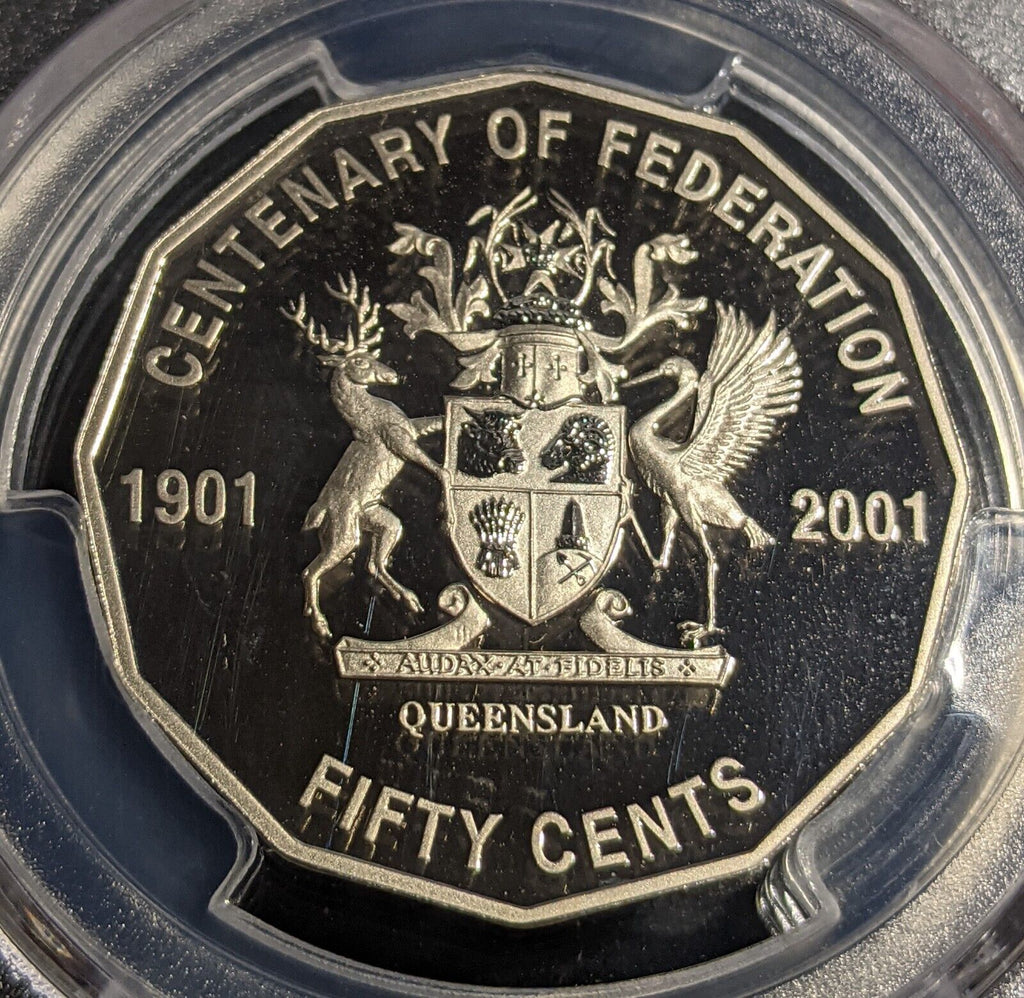 CENTENARY OF FEDERATION
1901
2001
AUDAX·AT·FIDELIS
QUEENSLAND
FIFTY CENTS